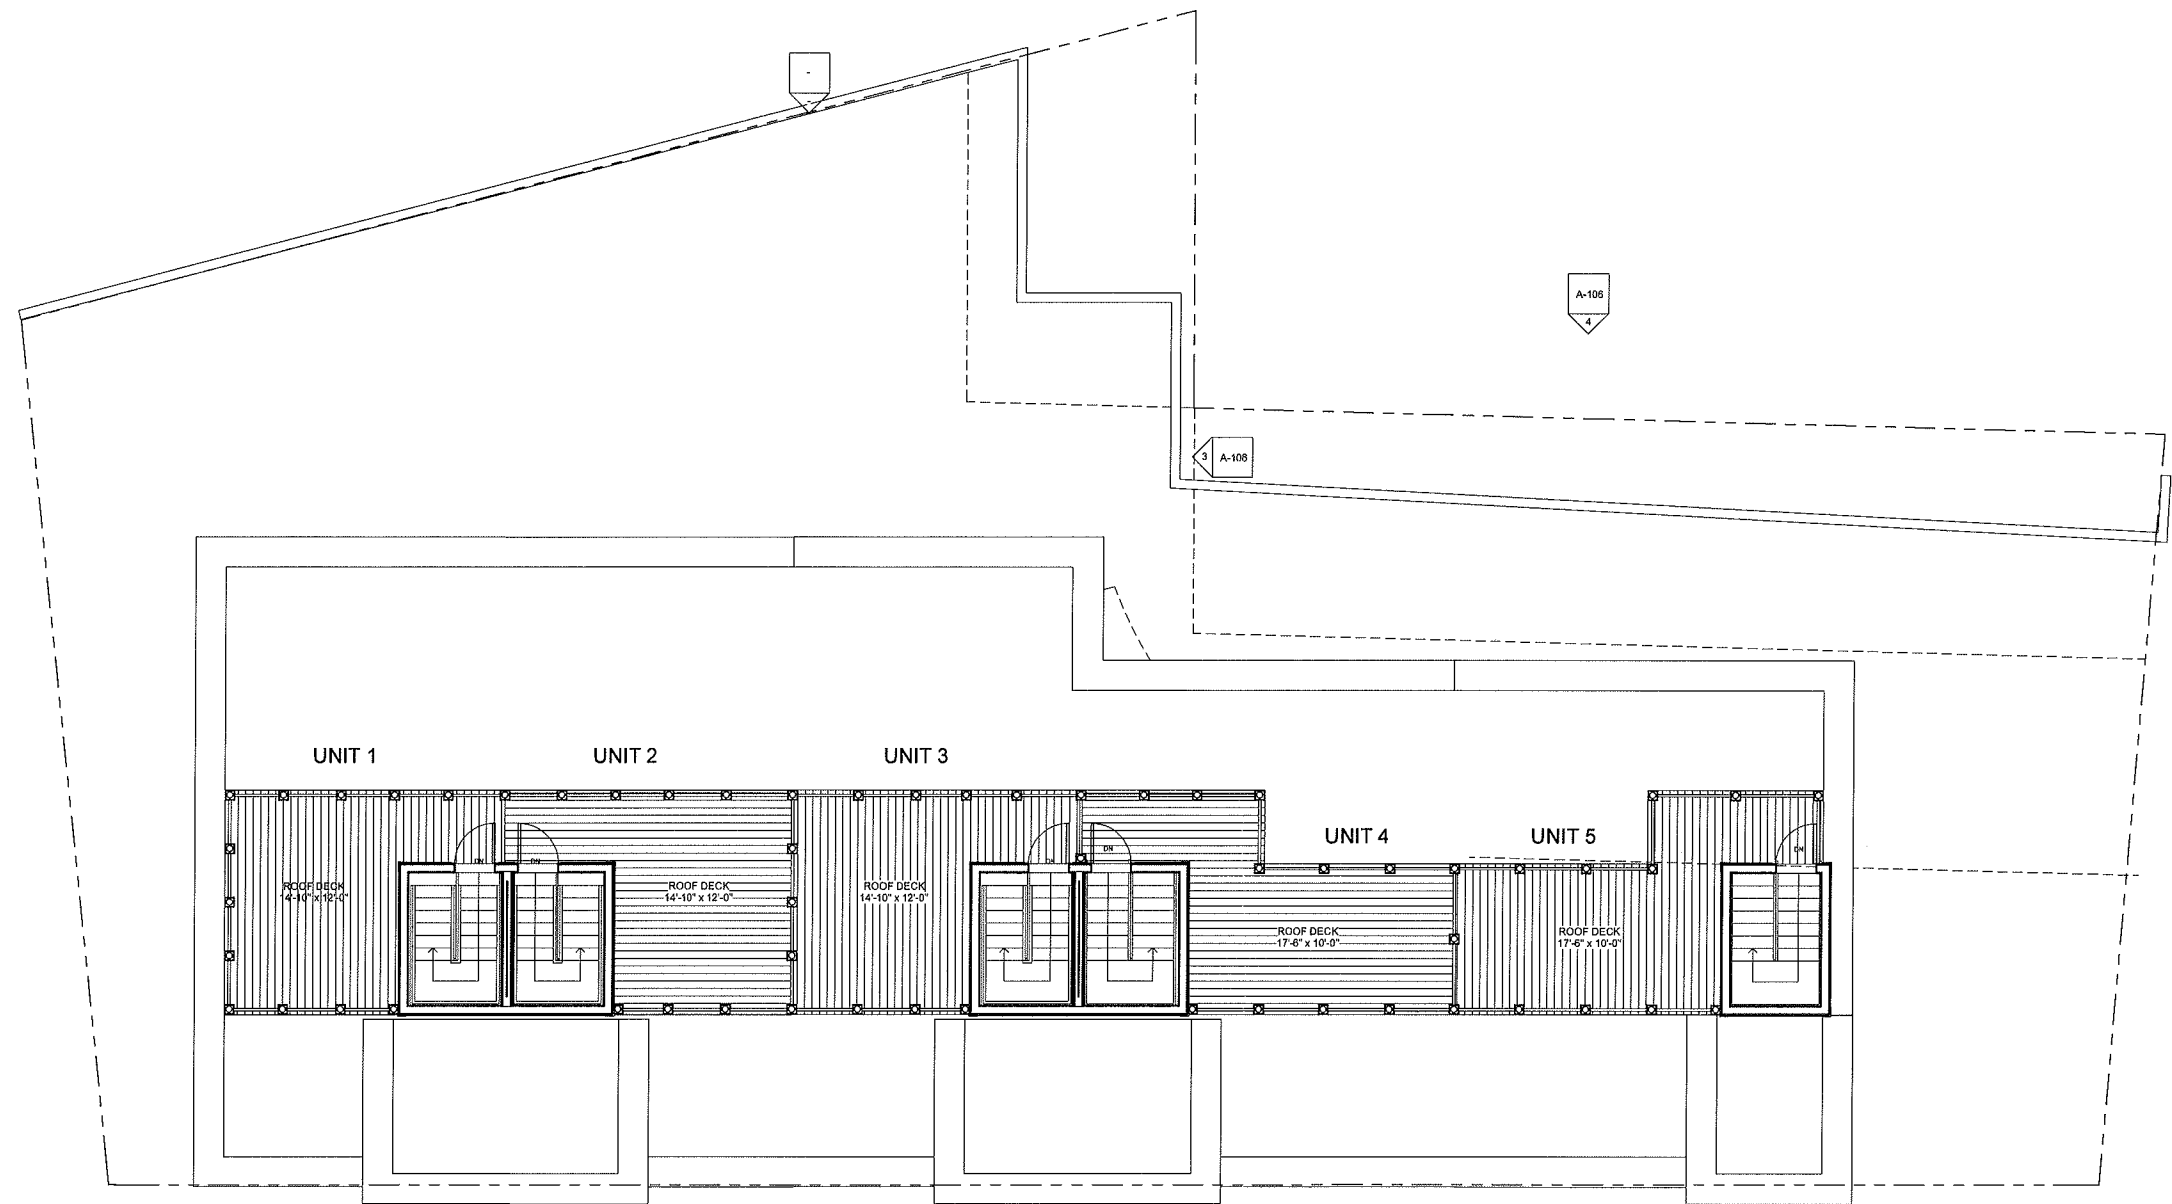 -
A-106
4
3 A-106
UNIT 1
UNIT 2
UNIT 3
UNIT 4
UNIT 5
DN
DN
DN
DN
DN
ROOF DECK
14'-10" x 12'-0"
ROOF DECK
14'-10" x 12'-0"
ROOF DECK
14'-10" x 12'-0"
ROOF DECK
17'-6" x 10'-0"
ROOF DECK
17'-6" x 10'-0"